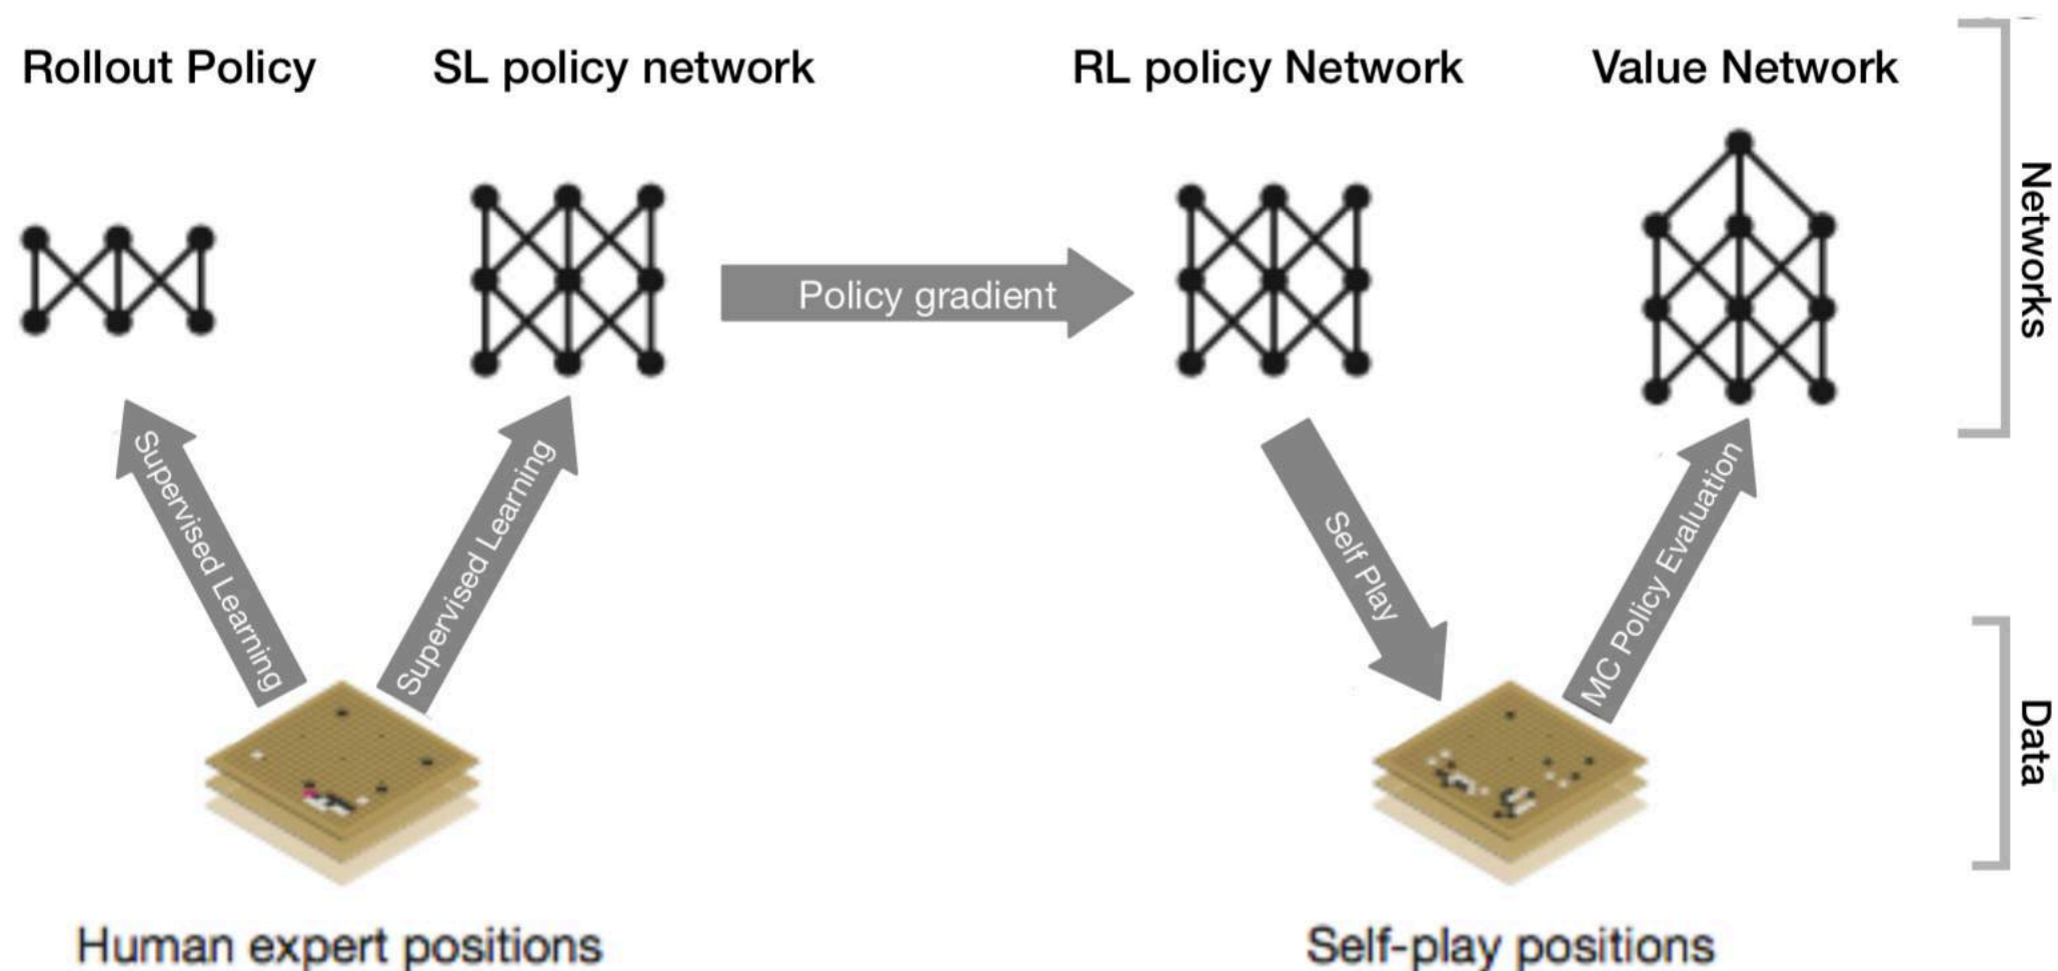 Rollout Policy
SL policy network
RL policy Network
Value Network
Networks
Policy gradient
Supervised Learning
Supervised Learning
Self Play
MC Policy Evaluation
Data
Human expert positions
Self-play positions